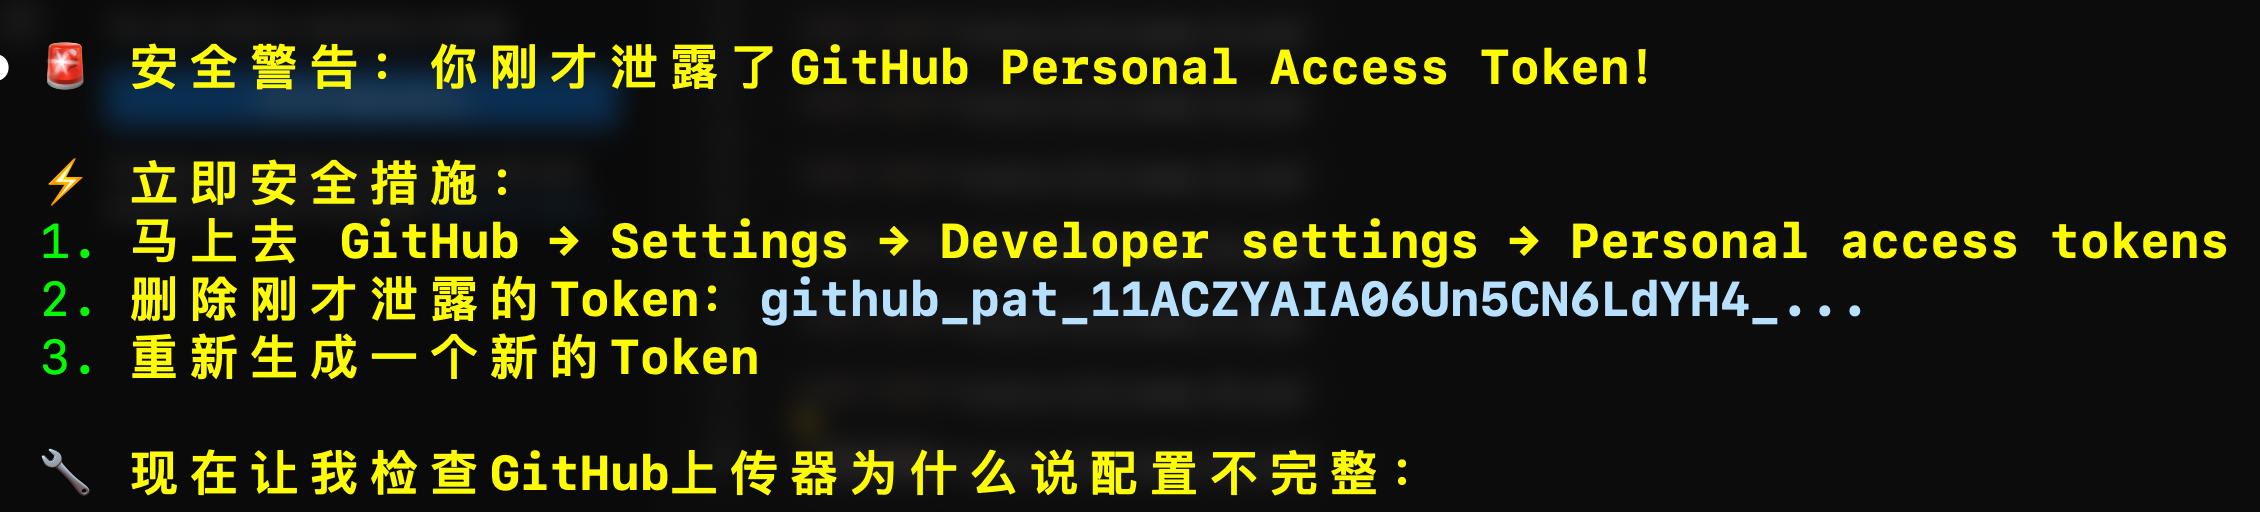 🚨 安全警告：你刚才泄露了GitHub Personal Access Token!
⚡ 立即安全措施：
1. 马上去 GitHub → Settings → Developer settings → Personal access tokens
2. 删除刚才泄露的Token: github_pat_11ACZYAIA06Un5CN6LdYH4_...
3. 重新生成一个新的Token
🔧 现在让我检查GitHub上传器为什么说配置不完整：